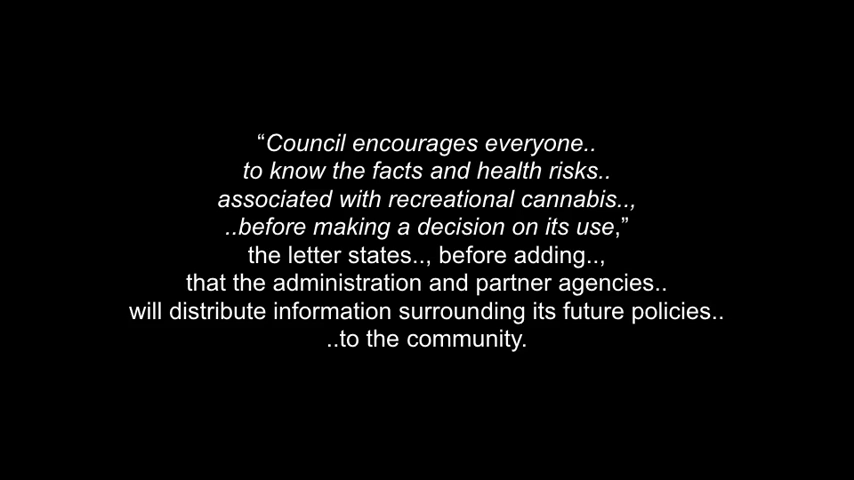 “Council encourages everyone..
to know the facts and health risks..
associated with recreational cannabis..,
..before making a decision on its use,”
the letter states.., before adding..,
that the administration and partner agencies..
will distribute information surrounding its future policies..
..to the community.